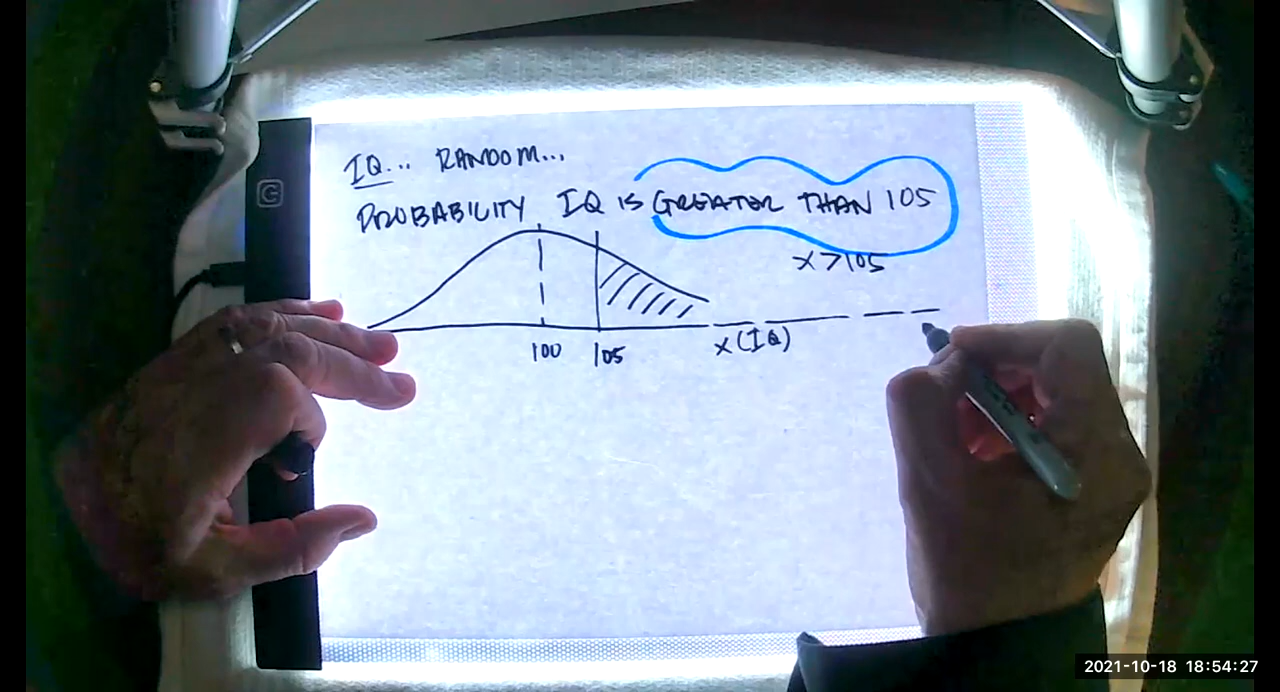 IQ... RANDOM...
PROBABILITY IQ IS GREATER THAN 105
X > 105
100 105 X(IQ)
2021-10-18 18:54:27